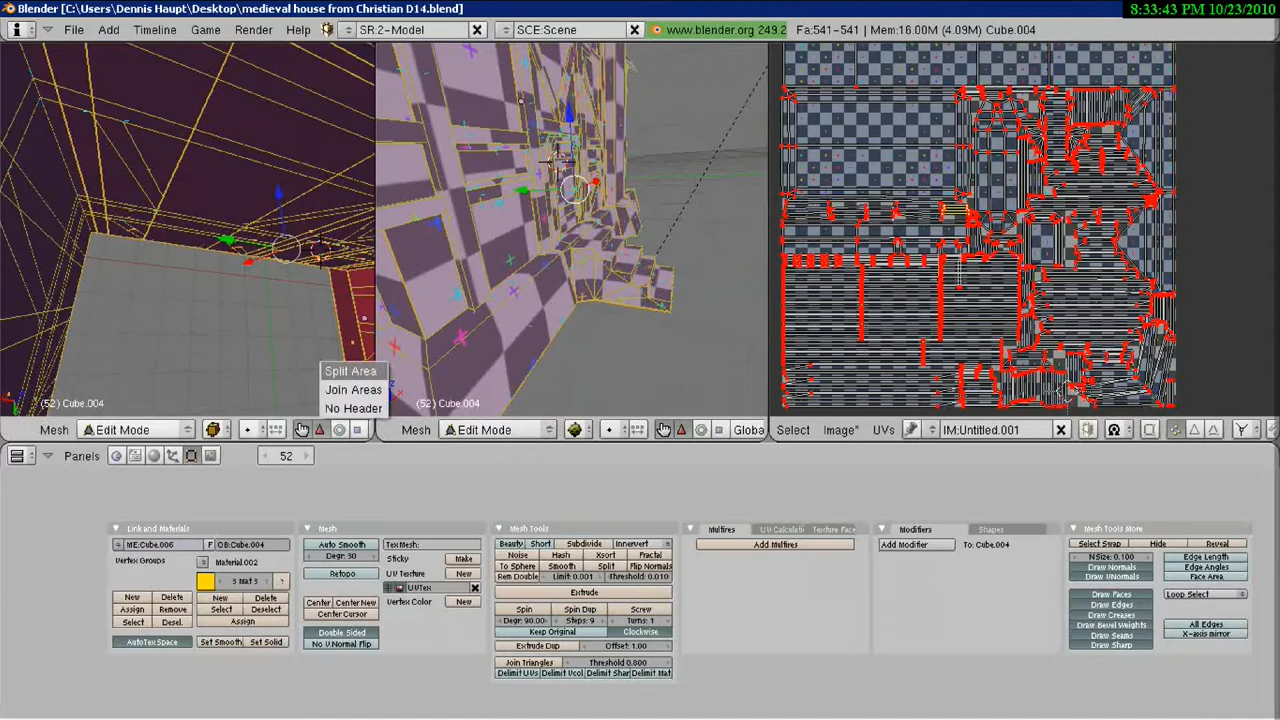 Blender [C:\Users\Dennis Haupt\Desktop\medieval house from Christian D14.blend]
8:33:43 PM 10/23/2010
File Add Timeline Game Render Help SR:2-Model SCE:Scene www.blender.org 249.2 Fa:541-541 | Mem:16.00M (4.09M) Cube.004
Split Area
Join Areas
No Header
(52) Cube.004
(52) Cube.004
Mesh Edit Mode
Mesh Edit Mode Globa
Select Image* UVs IM:Untitled.001
Panels 52
Link and Materials
ME:Cube.006 F OB:Cube.004
Vertex Groups Material.002
3 Mat 3 ?
New Delete New Delete
Assign Remove Select Deselect
Select Desel. Assign
AutoTexSpace Set Smooth Set Solid
Mesh
Auto Smooth
Degr: 30
Retopo
Center Center New
Center Cursor
Double Sided
No V.Normal Flip
TexMesh:
Sticky Make
UV Texture New
UVTex
Vertex Color New
Mesh Tools
Beauty Short Subdivide Innervert
Noise Hash Xsort Fractal
To Sphere Smooth Split Flip Normals
Rem Double Limit: 0.001 Threshold: 0.010
Extrude
Spin Spin Dup Screw
Degr: 90.00 Steps: 9 Turns: 1
Keep Original Clockwise
Extrude Dup Offset: 1.00
Join Triangles Threshold 0.800
Delimit UVs Delimit Vcol Delimit Shar Delimit Mat
Multires UV Calculati Texture Face
Add Multires
Modifiers Shapes
Add Modifier To: Cube.004
Mesh Tools More
Select Swap Hide Reveal
NSize: 0.100
Draw Normals
Draw VNormals
Edge Length
Edge Angles
Face Area
Draw Faces
Draw Edges
Draw Creases
Draw Bevel Weights
Draw Seams
Draw Sharp
Loop Select
All Edges
X-axis mirror